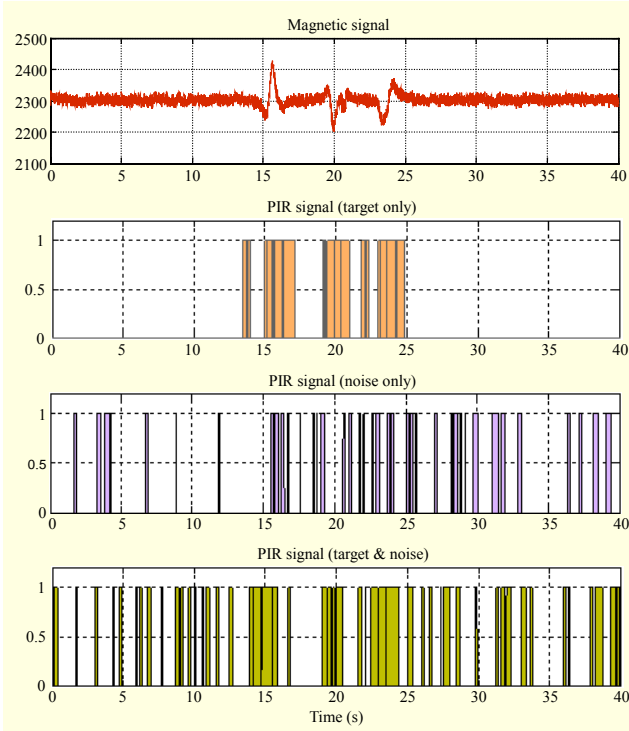 Magnetic signal
2500
2400
2300
2200
2100
0 5 10 15 20 25 30 35 40
PIR signal (target only)
1
0.5
0
0 5 10 15 20 25 30 35 40
PIR signal (noise only)
1
0.5
0
0 5 10 15 20 25 30 35 40
PIR signal (target & noise)
1
0.5
0
0 5 10 15 20 25 30 35 40
Time (s)